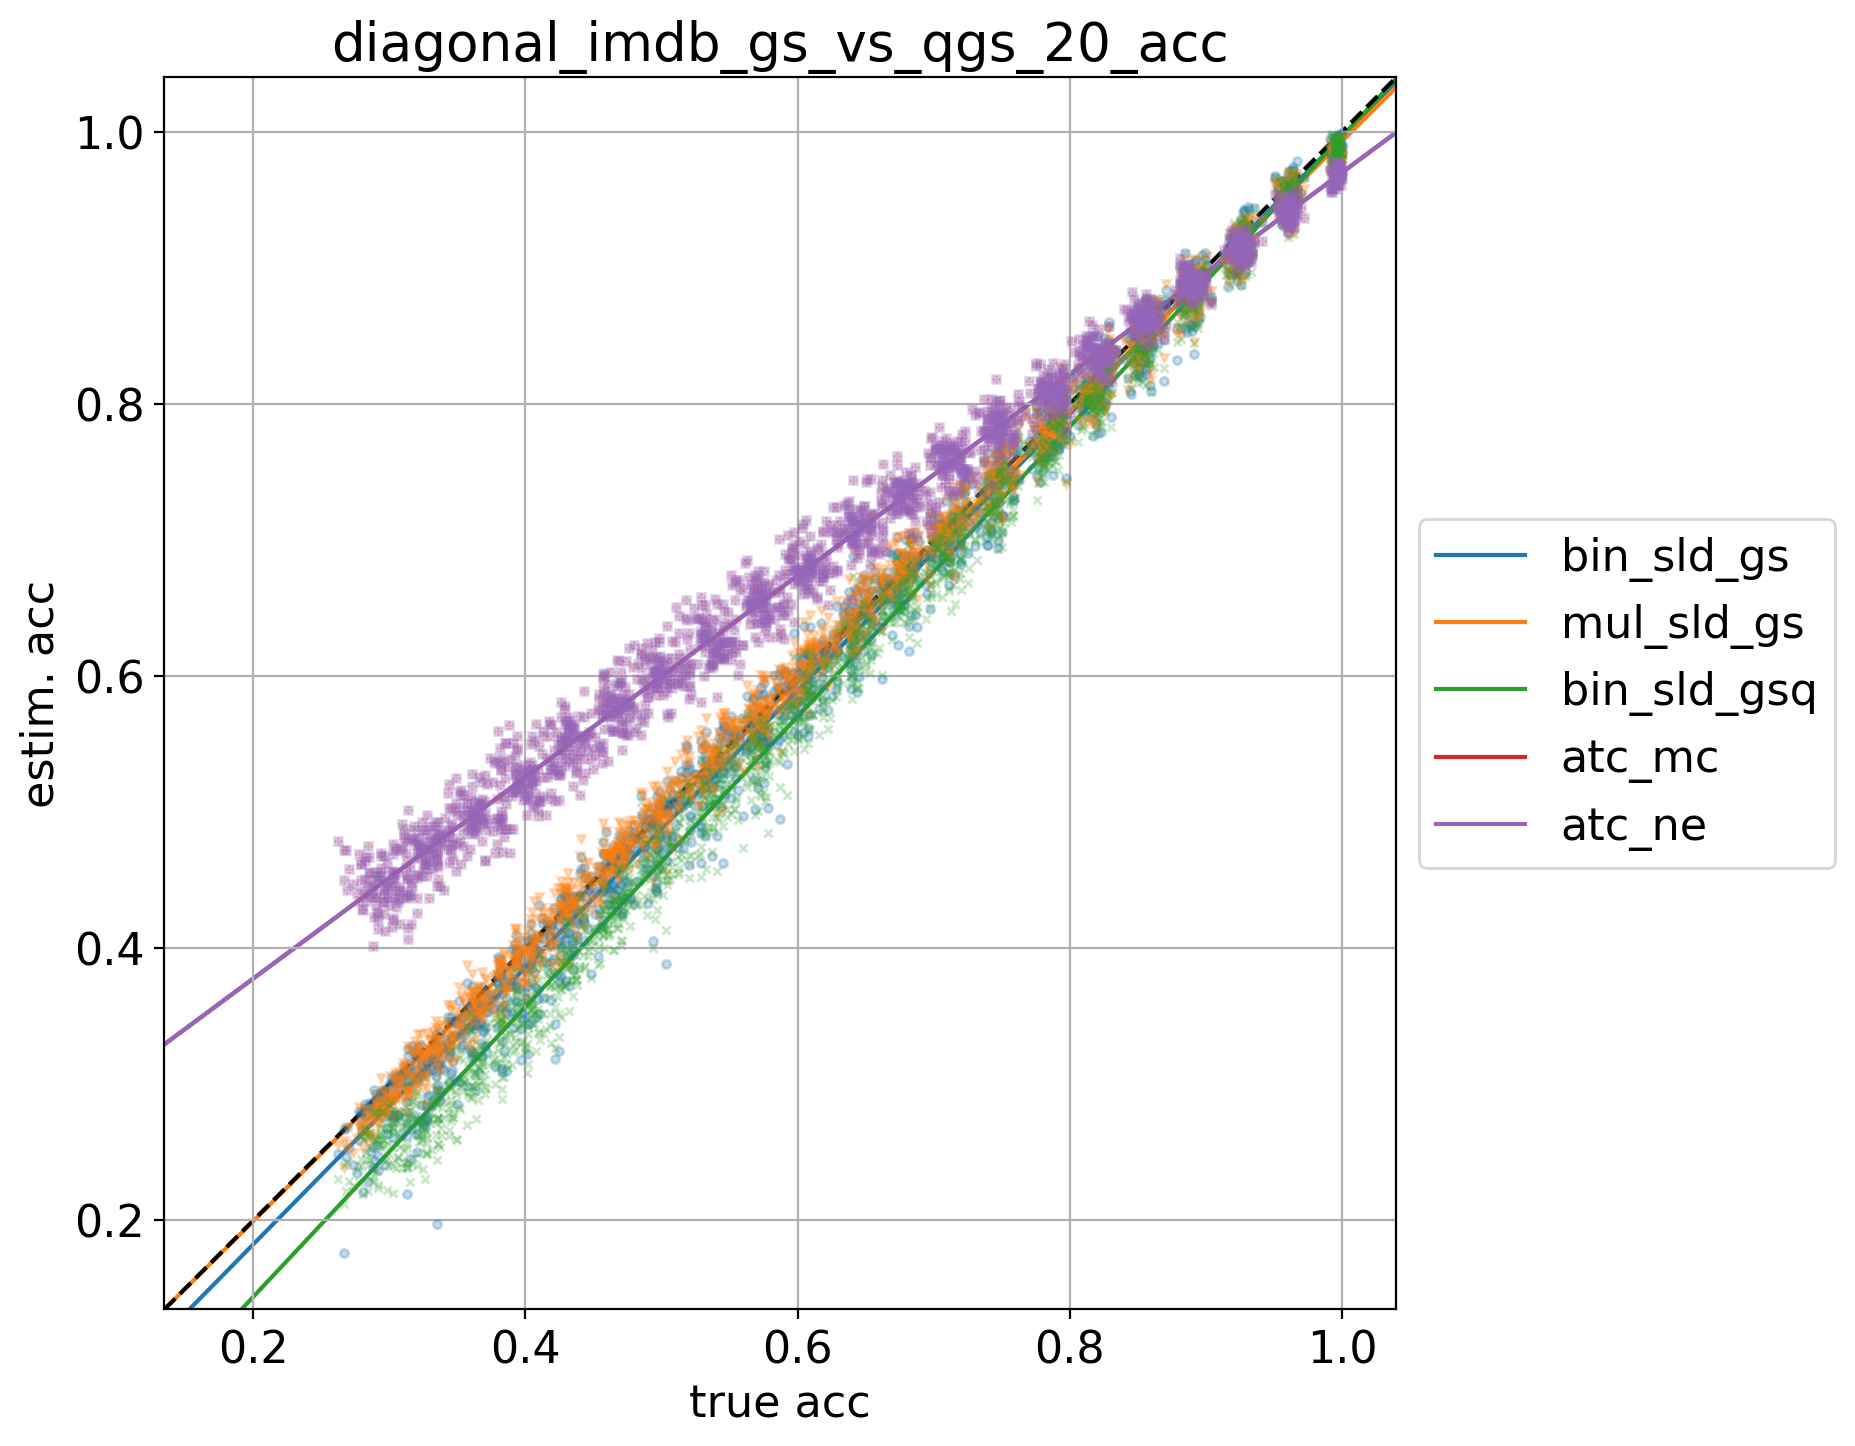 diagonal_imdb_gs_vs_qgs_20_acc
1.0
0.8
0.6
0.4
0.2
estim. acc
0.2 0.4 0.6 0.8 1.0
true acc
bin_sld_gs
mul_sld_gs
bin_sld_gsq
atc_mc
atc_ne